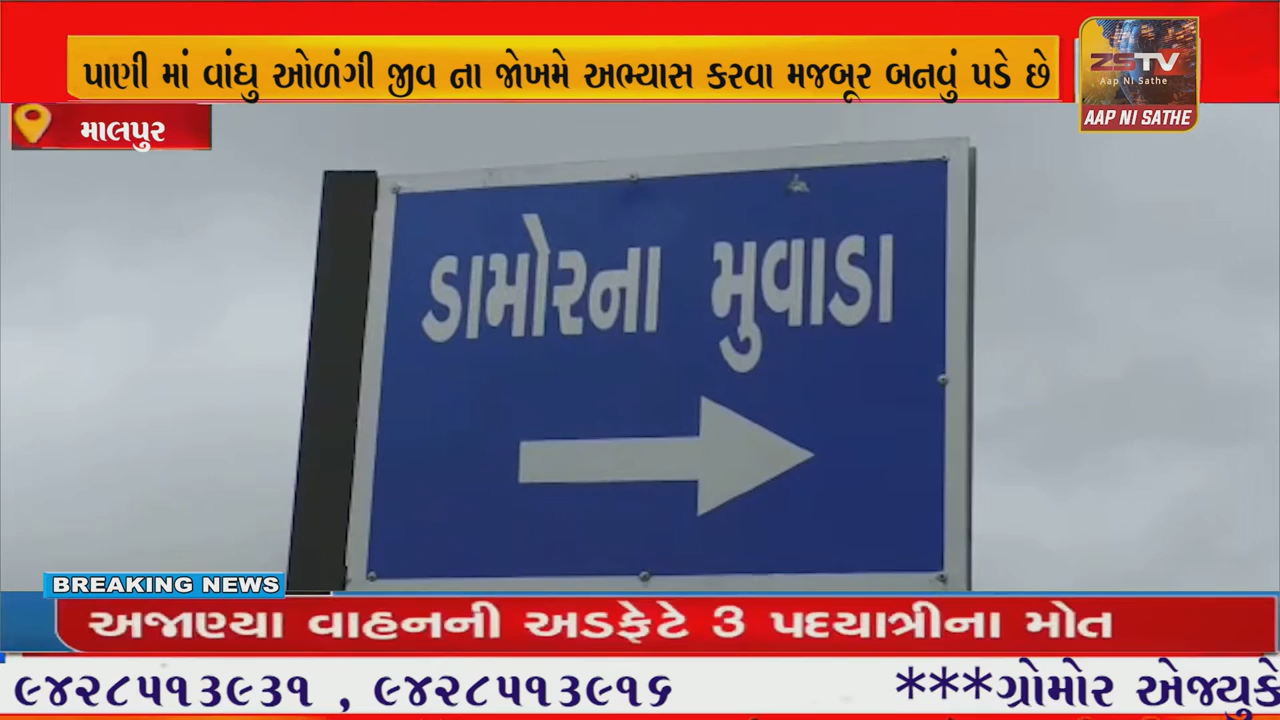 પાણી માં વાંઘુ ઓળંગી જીવ ના જોખમે અભ્યાસ કરવા મજબૂર બનવું પડે છે
ZSTV
Aap Ni Sathe
AAP NI SATHE
માલપુર
ડામોરના મુવાડા
BREAKING NEWS
અજાણ્યા વાહનની અડફેટે 3 પદયાત્રીના મોત
૯૪૨૮૫૧૩૯૩૧ , ૯૪૨૮૫૧૩૯૧૬ ***ગ્રોમોર એજ્યુકે